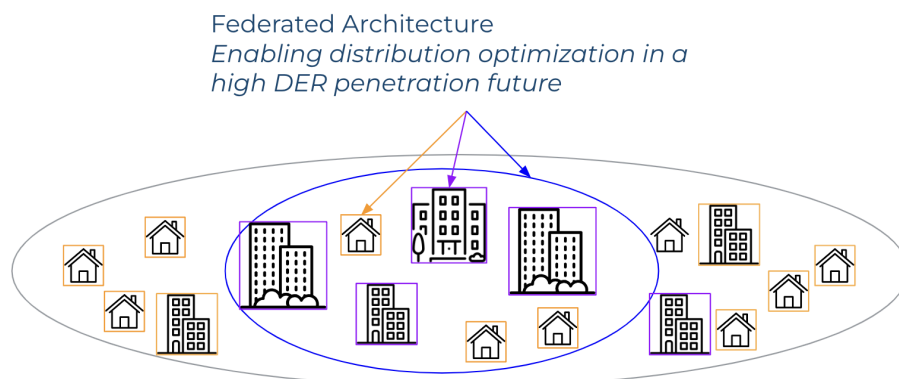 Federated Architecture
Enabling distribution optimization in a
high DER penetration future